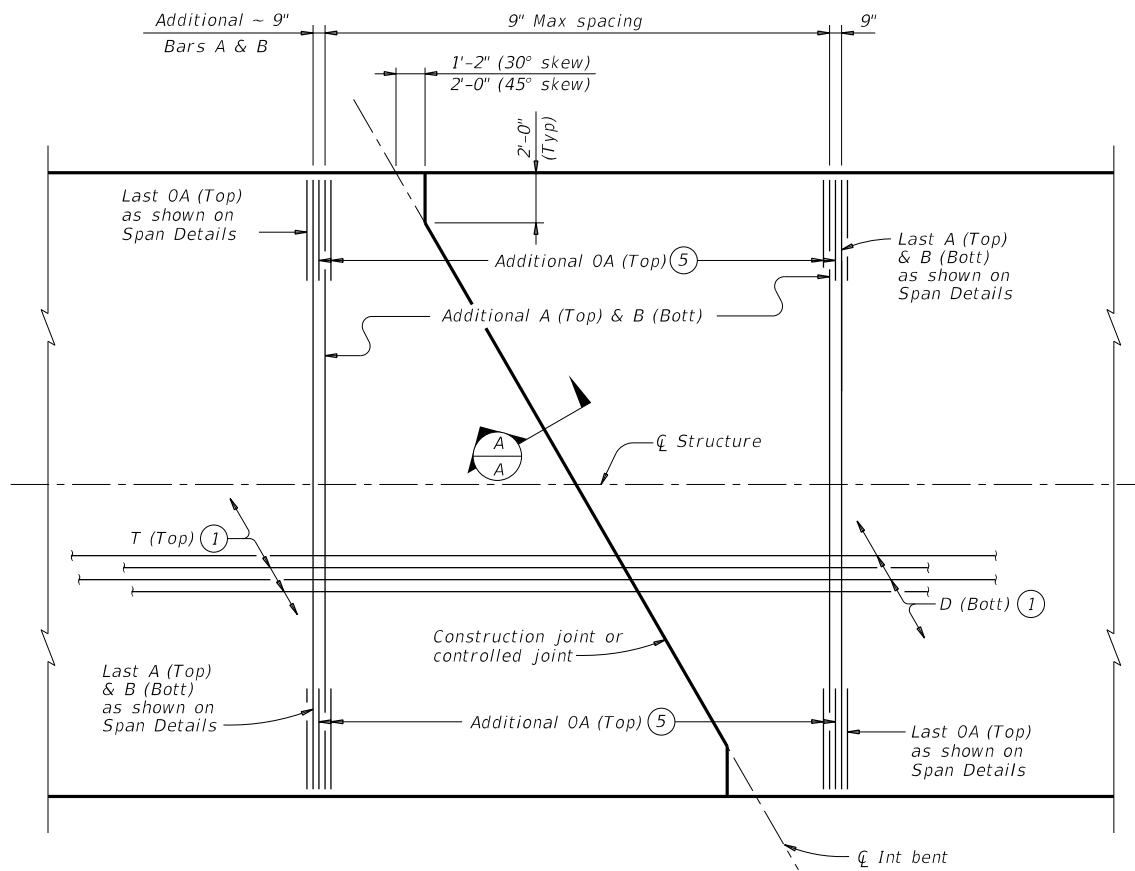 Additional ~ 9"
Bars A & B
9" Max spacing
9"
1'-2" (30° skew)
2'-0" (45° skew)
2'-0"
(Typ)
Last OA (Top)
as shown on
Span Details
Additional OA (Top) 5
Last A (Top)
& B (Bott)
as shown on
Span Details
Additional A (Top) & B (Bott)
A
A
℄ Structure
T (Top) 1
D (Bott) 1
Construction joint or
controlled joint
Last A (Top)
& B (Bott)
as shown on
Span Details
Additional OA (Top) 5
Last OA (Top)
as shown on
Span Details
℄ Int bent